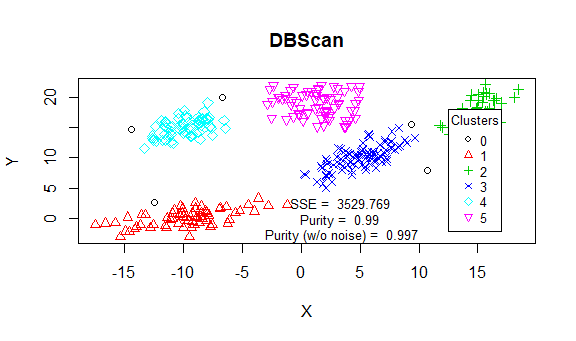 DBScan
Y
20
10
5
0
Clusters
0
1
2
3
4
5
SSE = 3529.769
Purity = 0.99
Purity (w/o noise) = 0.997
-15
-10
-5
0
5
10
15
X